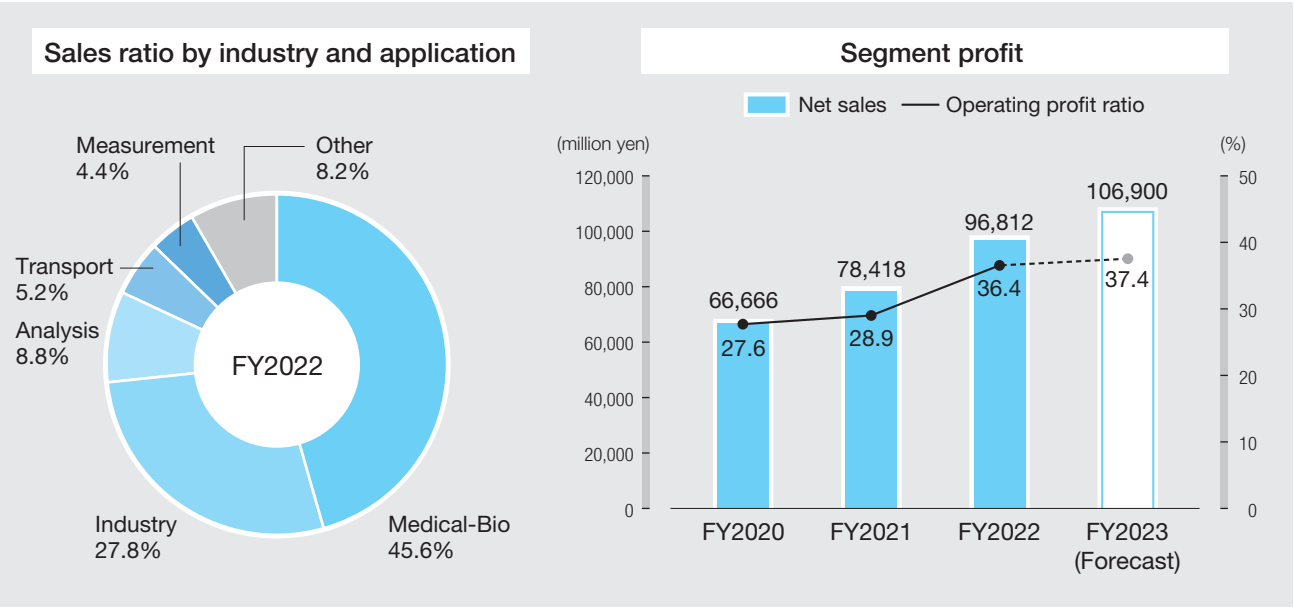 Sales ratio by industry and application
Measurement
4.4%
Other
8.2%
Transport
5.2%
Analysis
8.8%
FY2022
Industry
27.8%
Medical-Bio
45.6%
Segment profit
Net sales
Operating profit ratio
(million yen)
(%)
120,000
100,000
80,000
60,000
40,000
20,000
0
50
40
30
20
10
0
66,666
78,418
96,812
106,900
27.6
28.9
36.4
37.4
FY2020
FY2021
FY2022
FY2023
(Forecast)